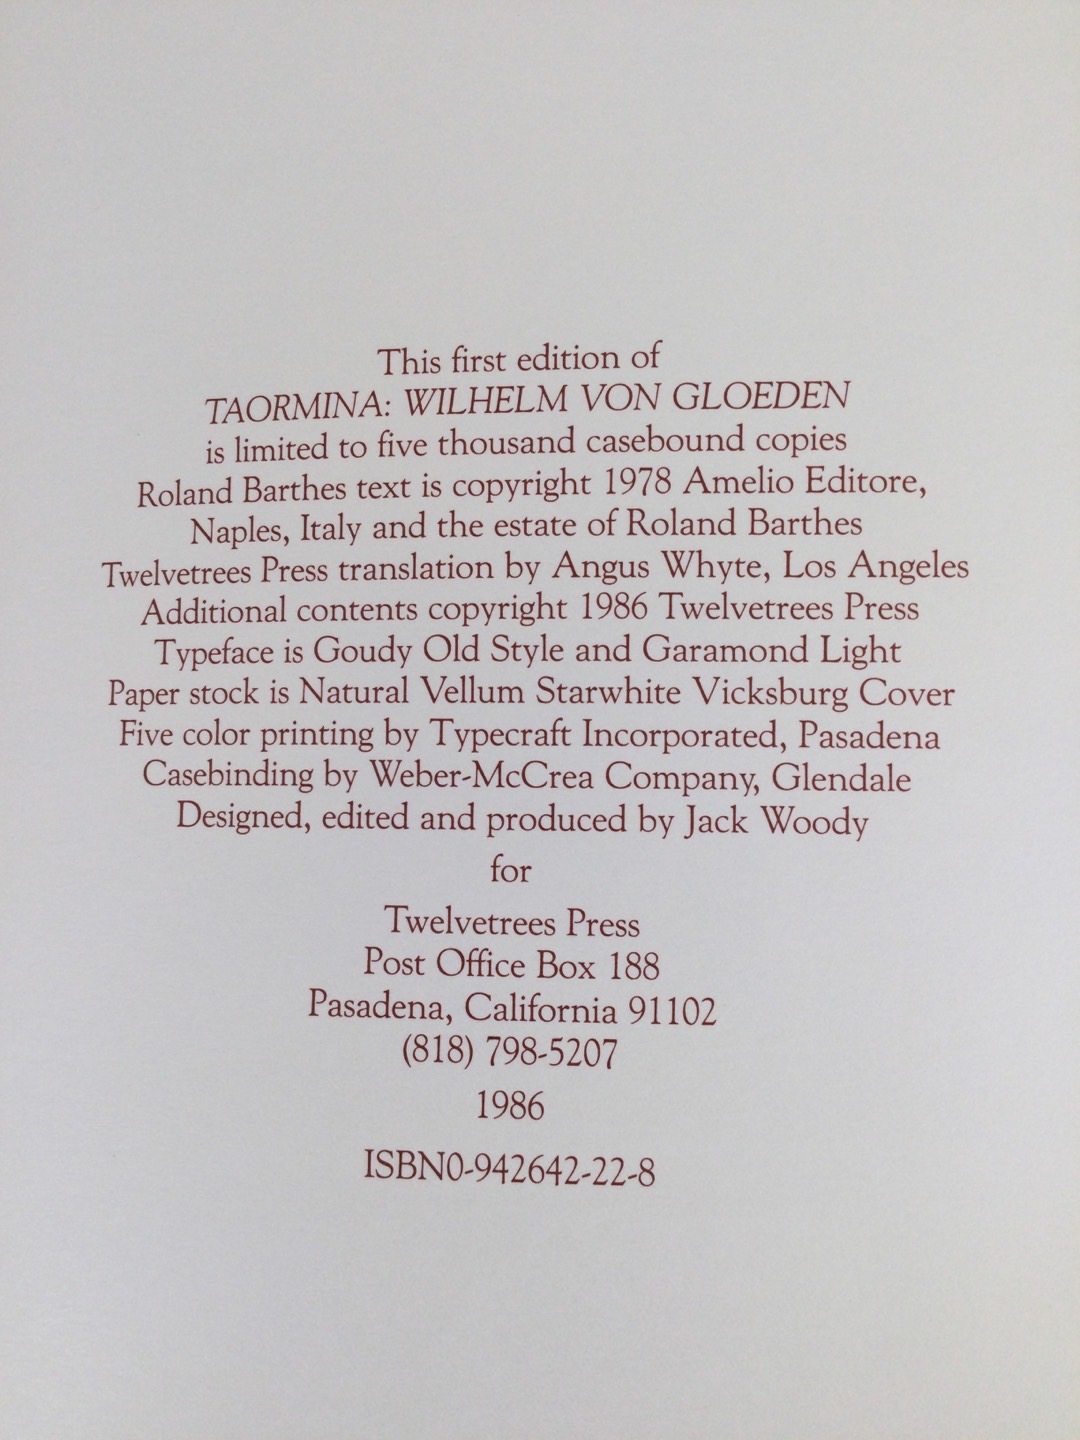 This first edition of
TAORMINA: WILHELM VON GLOEDEN
is limited to five thousand casebound copies
Roland Barthes text is copyright 1978 Amelio Editore,
Naples, Italy and the estate of Roland Barthes
Twelvetrees Press translation by Angus Whyte, Los Angeles
Additional contents copyright 1986 Twelvetrees Press
Typeface is Goudy Old Style and Garamond Light
Paper stock is Natural Vellum Starwhite Vicksburg Cover
Five color printing by Typecraft Incorporated, Pasadena
Casebinding by Weber-McCrea Company, Glendale
Designed, edited and produced by Jack Woody
for
Twelvetrees Press
Post Office Box 188
Pasadena, California 91102
(818) 798-5207
1986
ISBN0-942642-22-8